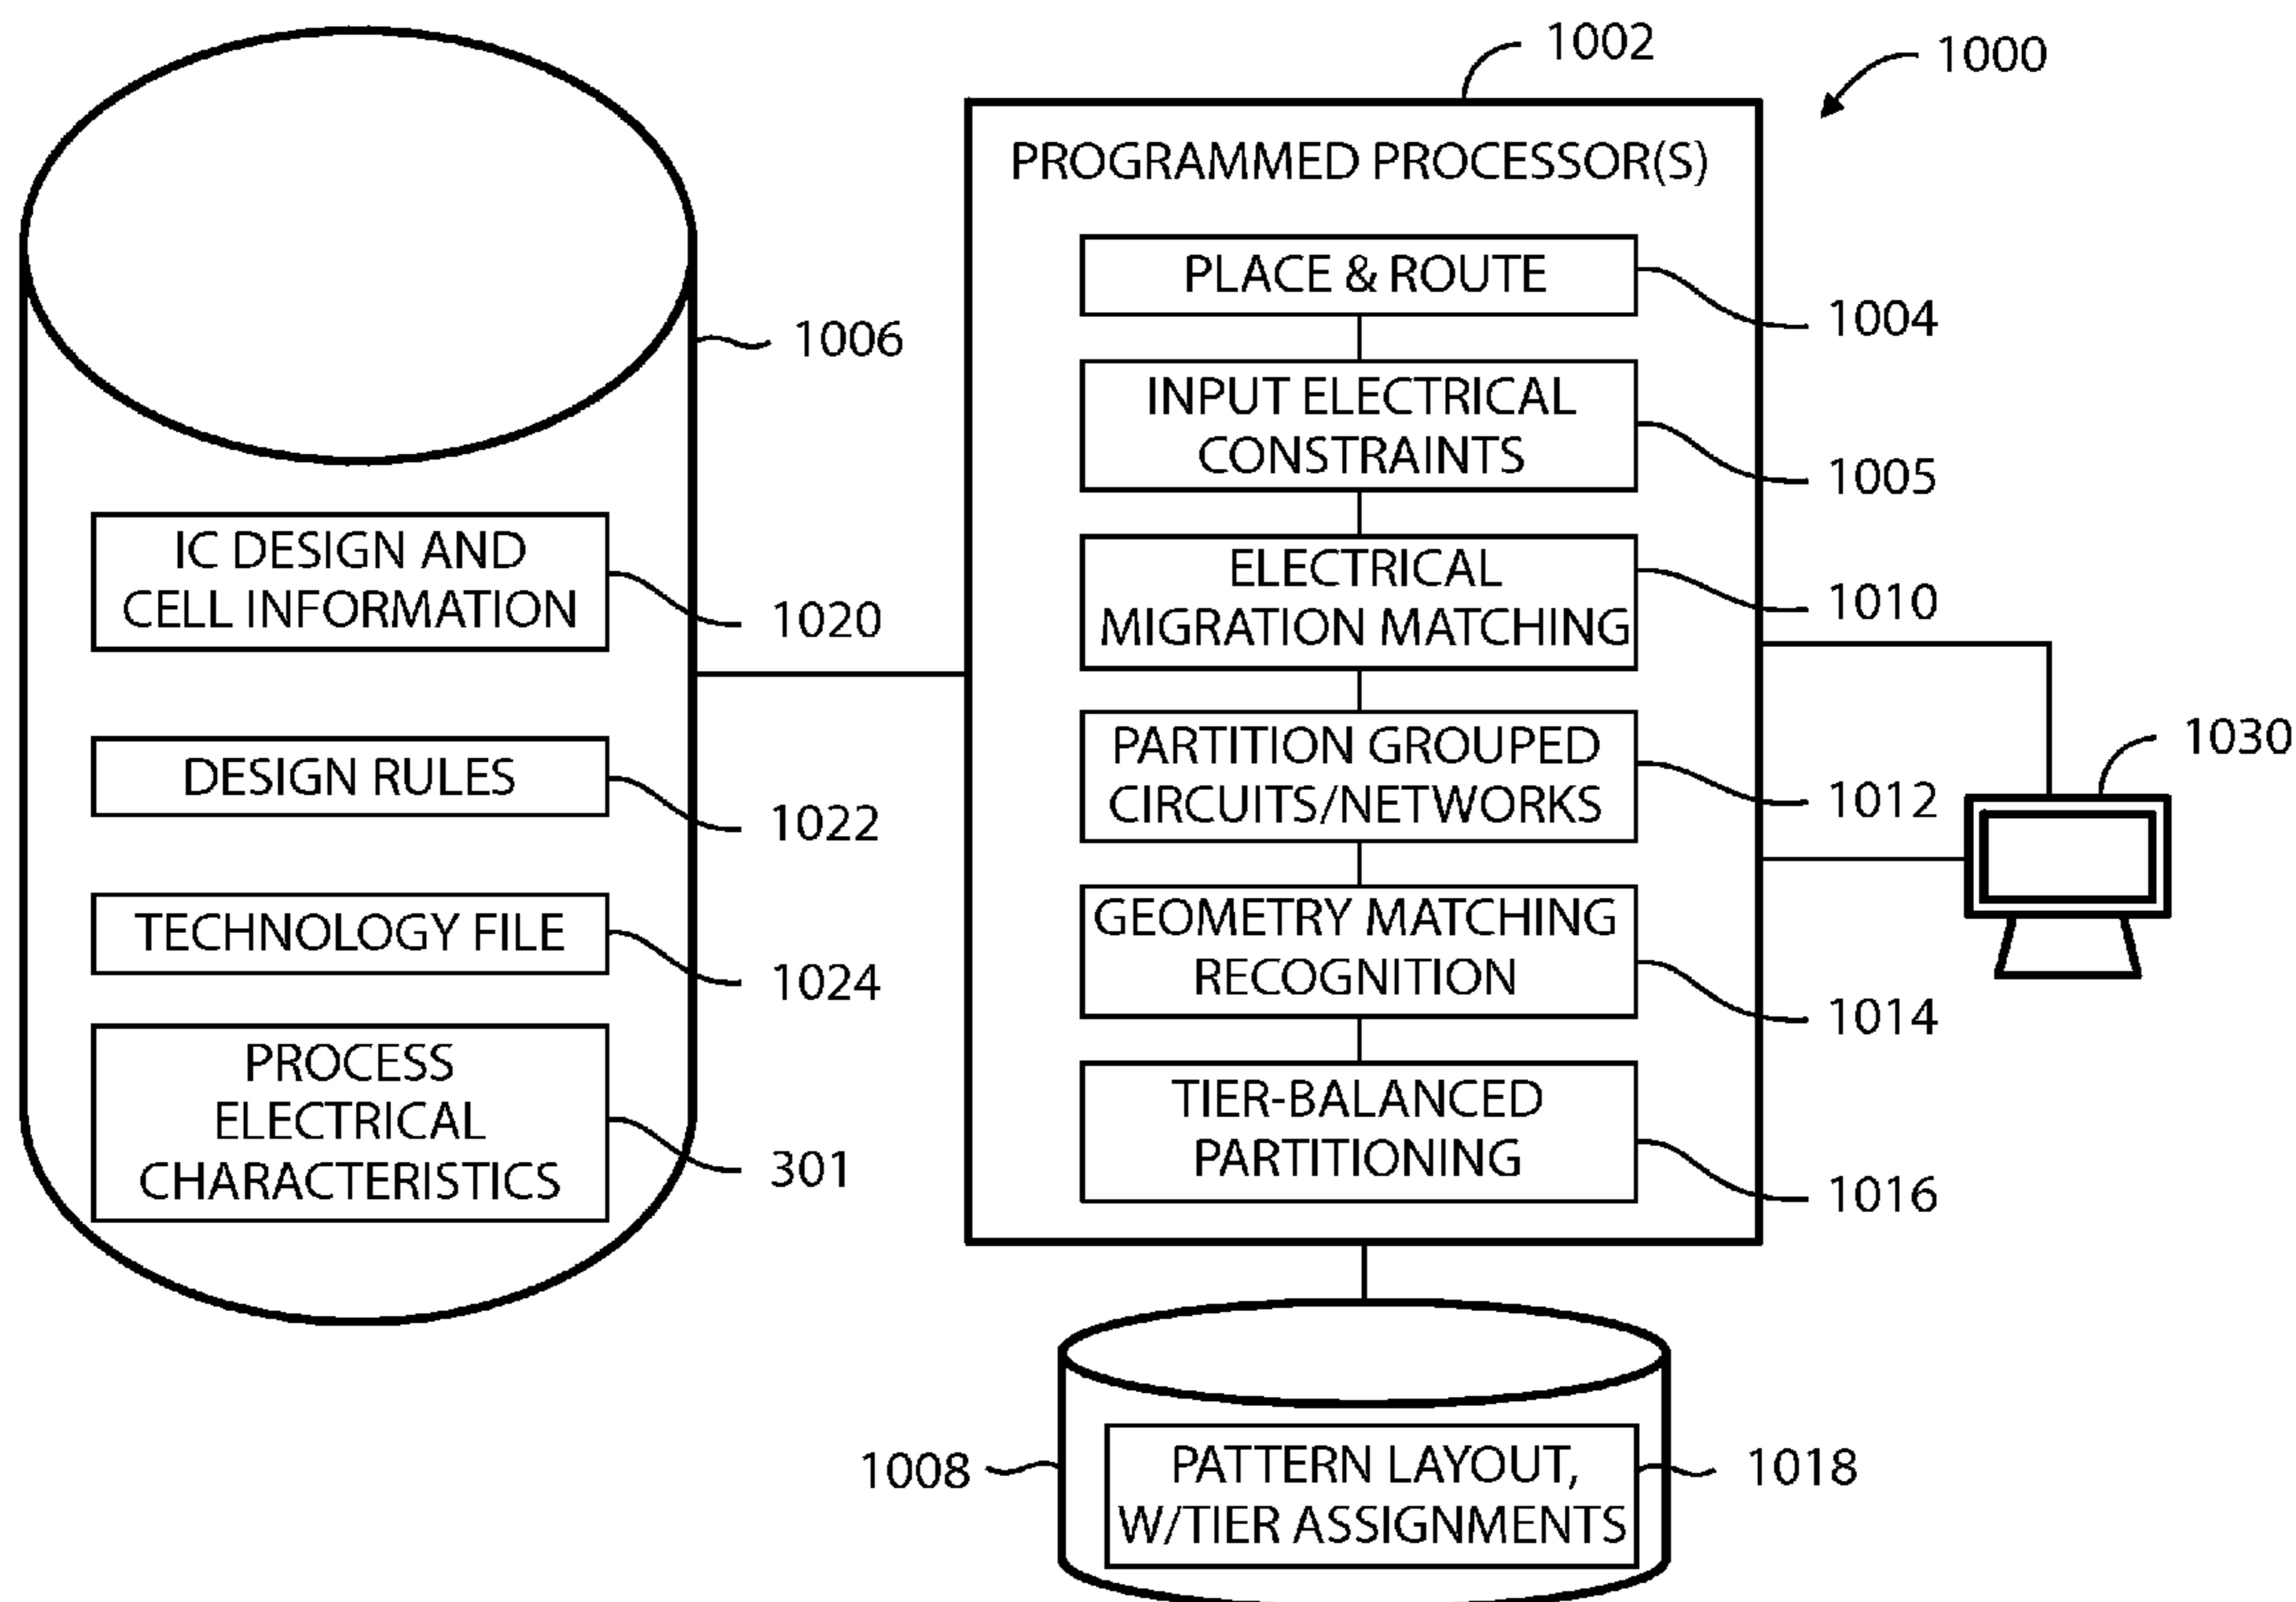 1002
1000
PROGRAMMED PROCESSOR(S)
PLACE & ROUTE
1004
1006
INPUT ELECTRICAL
CONSTRAINTS
1005
IC DESIGN AND
CELL INFORMATION
1020
ELECTRICAL
MIGRATION MATCHING
1010
PARTITION GROUPED
CIRCUITS/NETWORKS
1012
1030
DESIGN RULES
1022
TECHNOLOGY FILE
1024
GEOMETRY MATCHING
RECOGNITION
1014
PROCESS
ELECTRICAL
CHARACTERISTICS
301
TIER-BALANCED
PARTITIONING
1016
1008
PATTERN LAYOUT,
W/TIER ASSIGNMENTS
1018